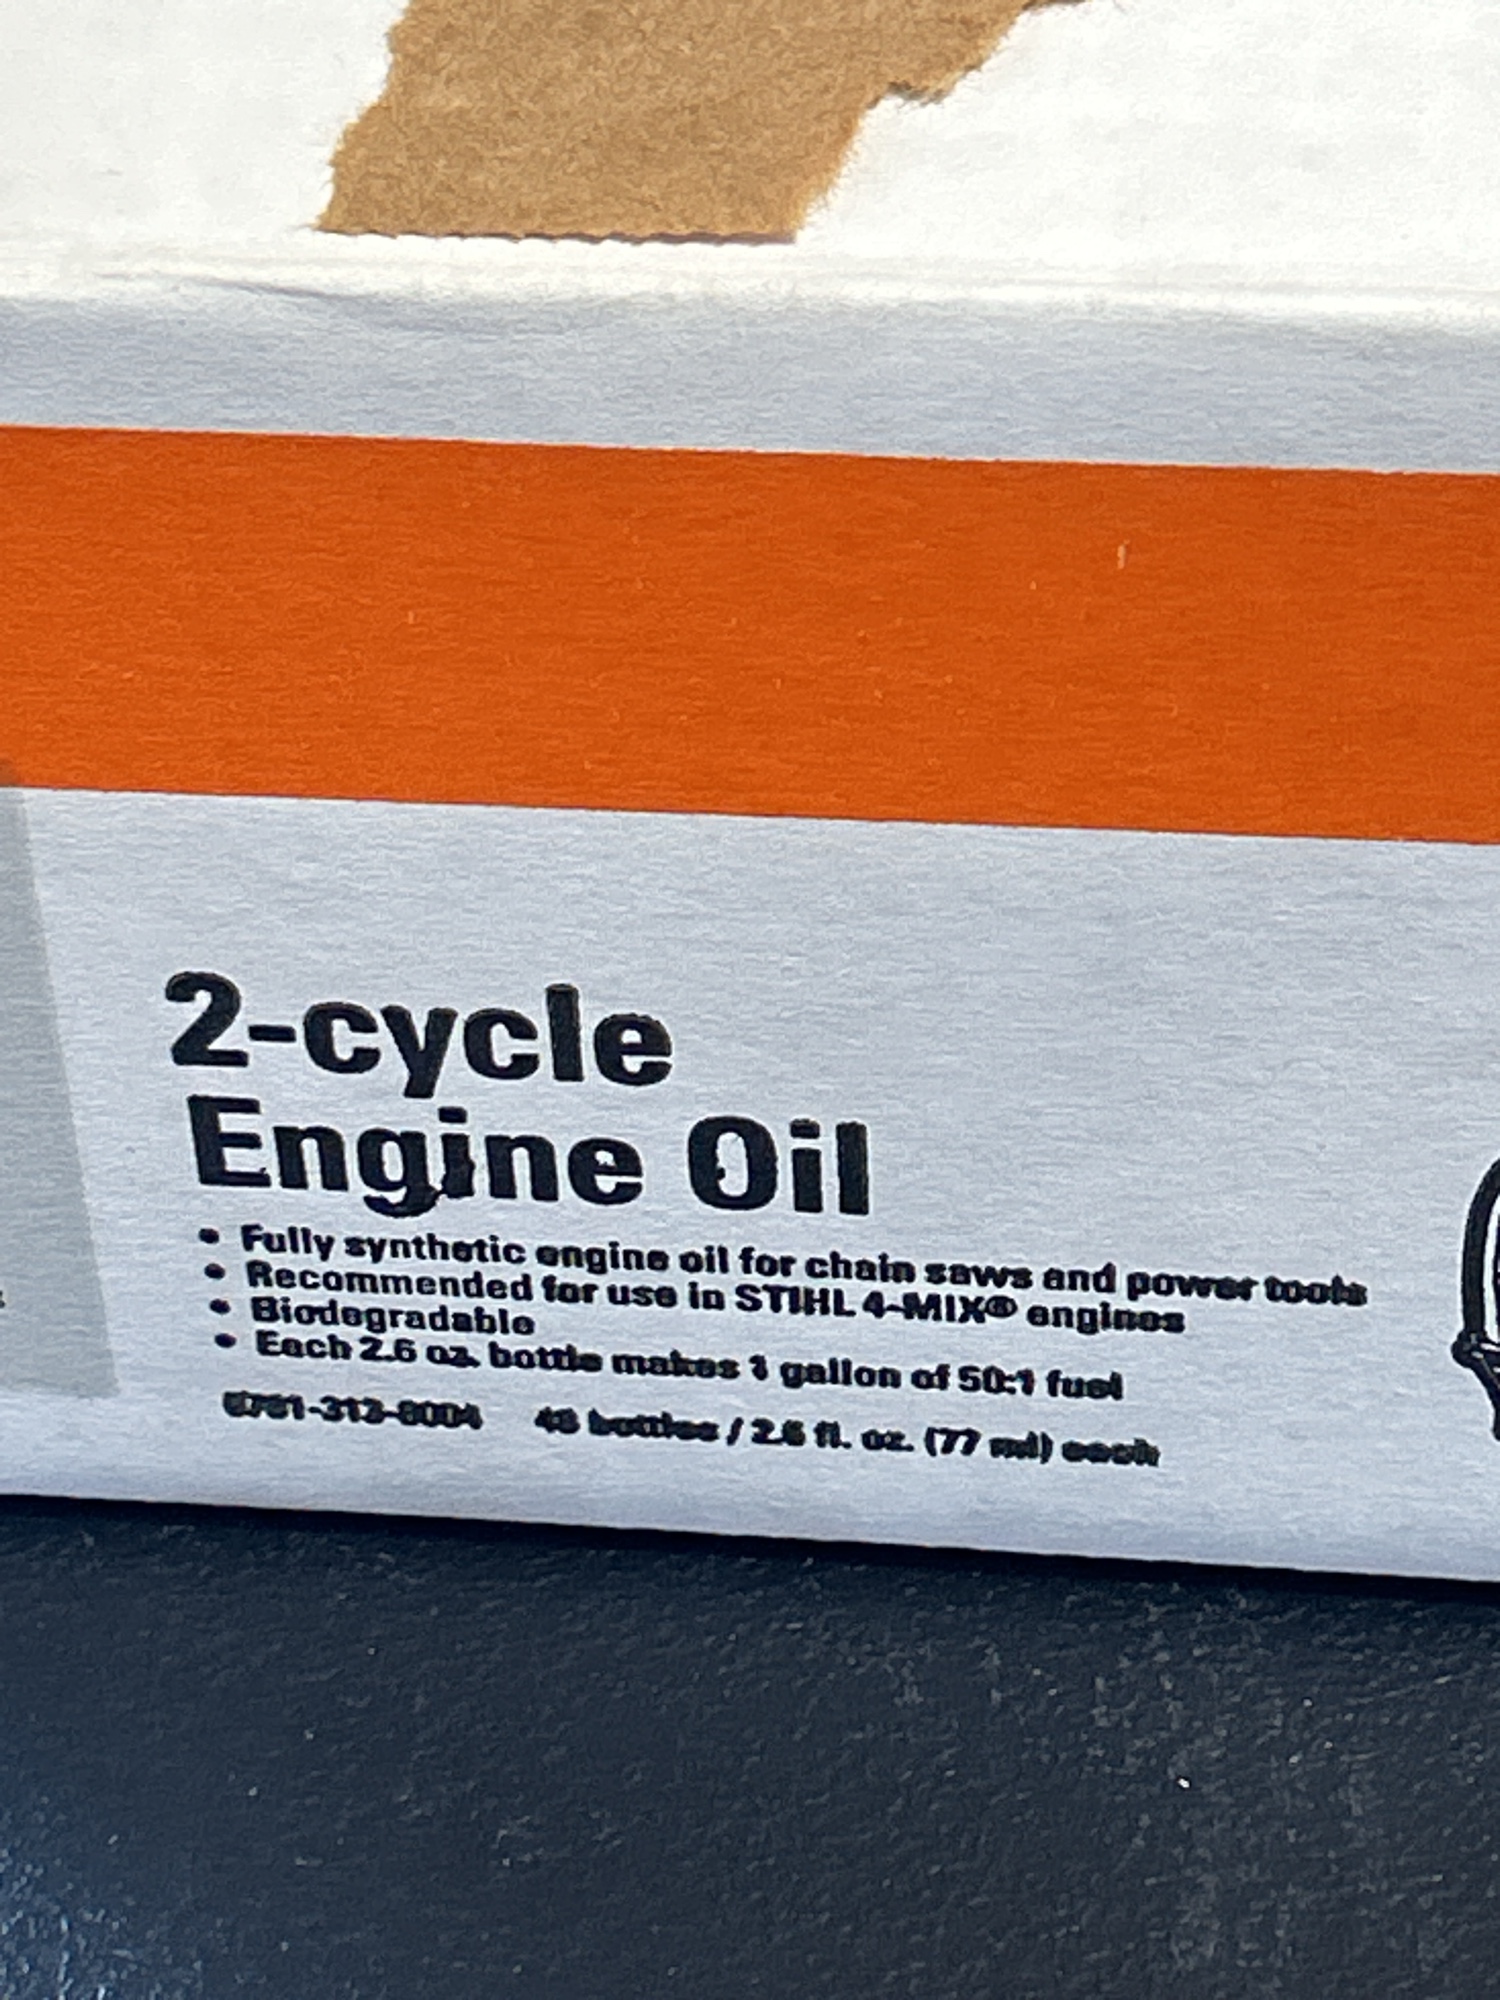 2-cycle
Engine Oil
• Fully synthetic engine oil for chain saws and power tools
• Recommended for use in STIHL 4-MIX® engines
• Biodegradable
• Each 2.6 oz. bottle makes 1 gallon of 50:1 fuel
bottles / 2.6 fl. oz. (77 ml) each